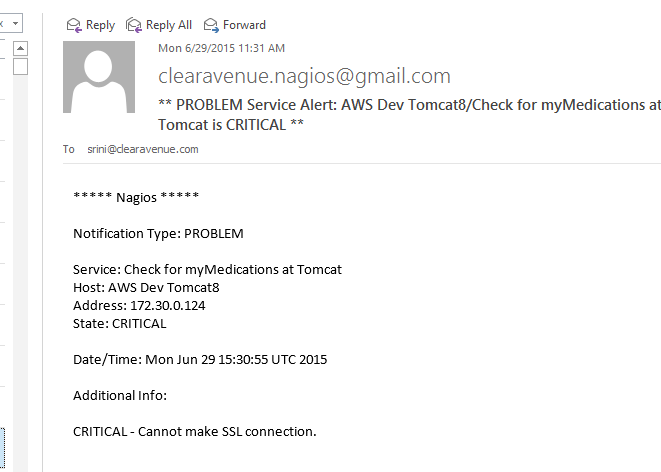 Reply Reply All Forward
Mon 6/29/2015 11:31 AM
clearavenue.nagios@gmail.com
** PROBLEM Service Alert: AWS Dev Tomcat8/Check for myMedications at
Tomcat is CRITICAL **
To srini@clearavenue.com
***** Nagios *****
Notification Type: PROBLEM
Service: Check for myMedications at Tomcat
Host: AWS Dev Tomcat8
Address: 172.30.0.124
State: CRITICAL
Date/Time: Mon Jun 29 15:30:55 UTC 2015
Additional Info:
CRITICAL - Cannot make SSL connection.